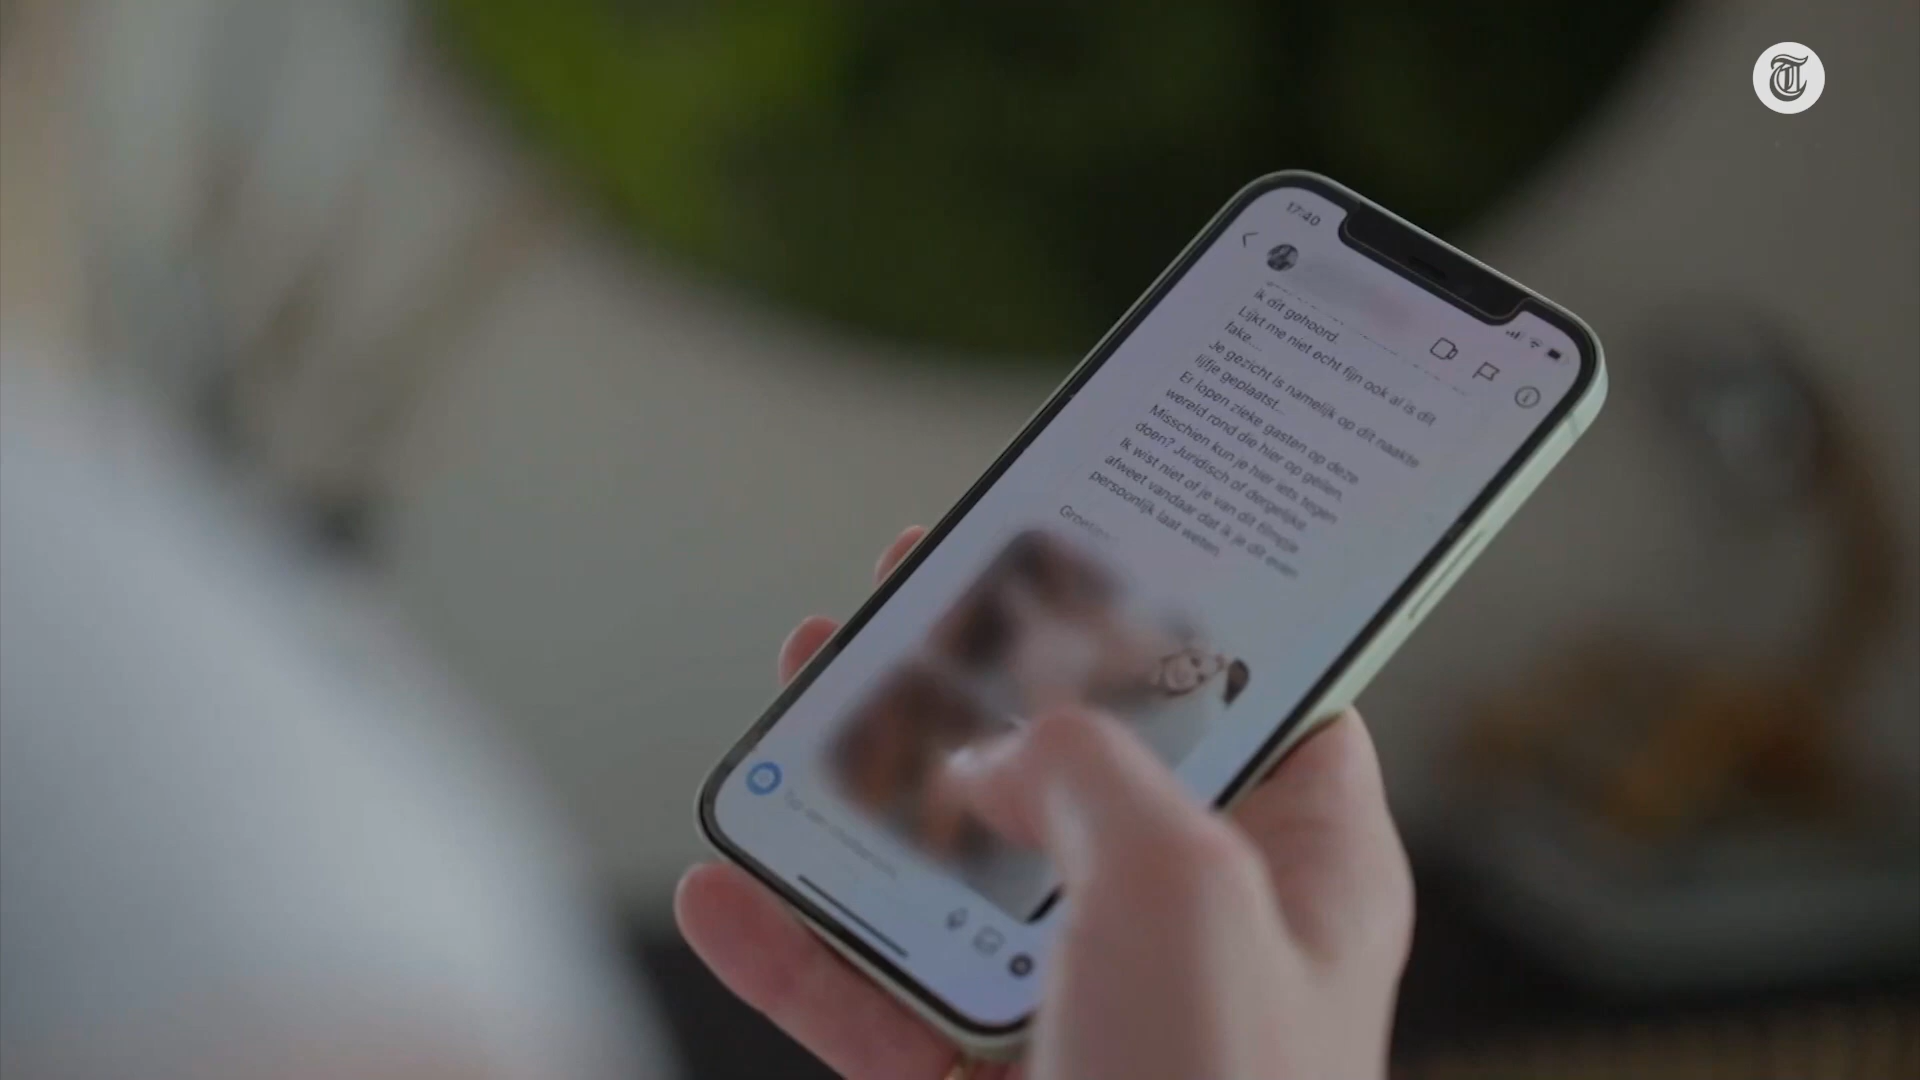 T
17:40
ik dit gehoord.
Lijkt me niet echt fijn ook al is dit
fake...
Je gezicht is namelijk op dit naakte
lijfje geplaatst...
Er lopen zieke gasten op deze
wereld rond die hier op geilen.
Misschien kun je hier iets tegen
doen? Juridisch of dergelijke.
Ik wist niet of je van dit filmpje
afweet vandaar dat ik je dit even
persoonlijk laat weten.